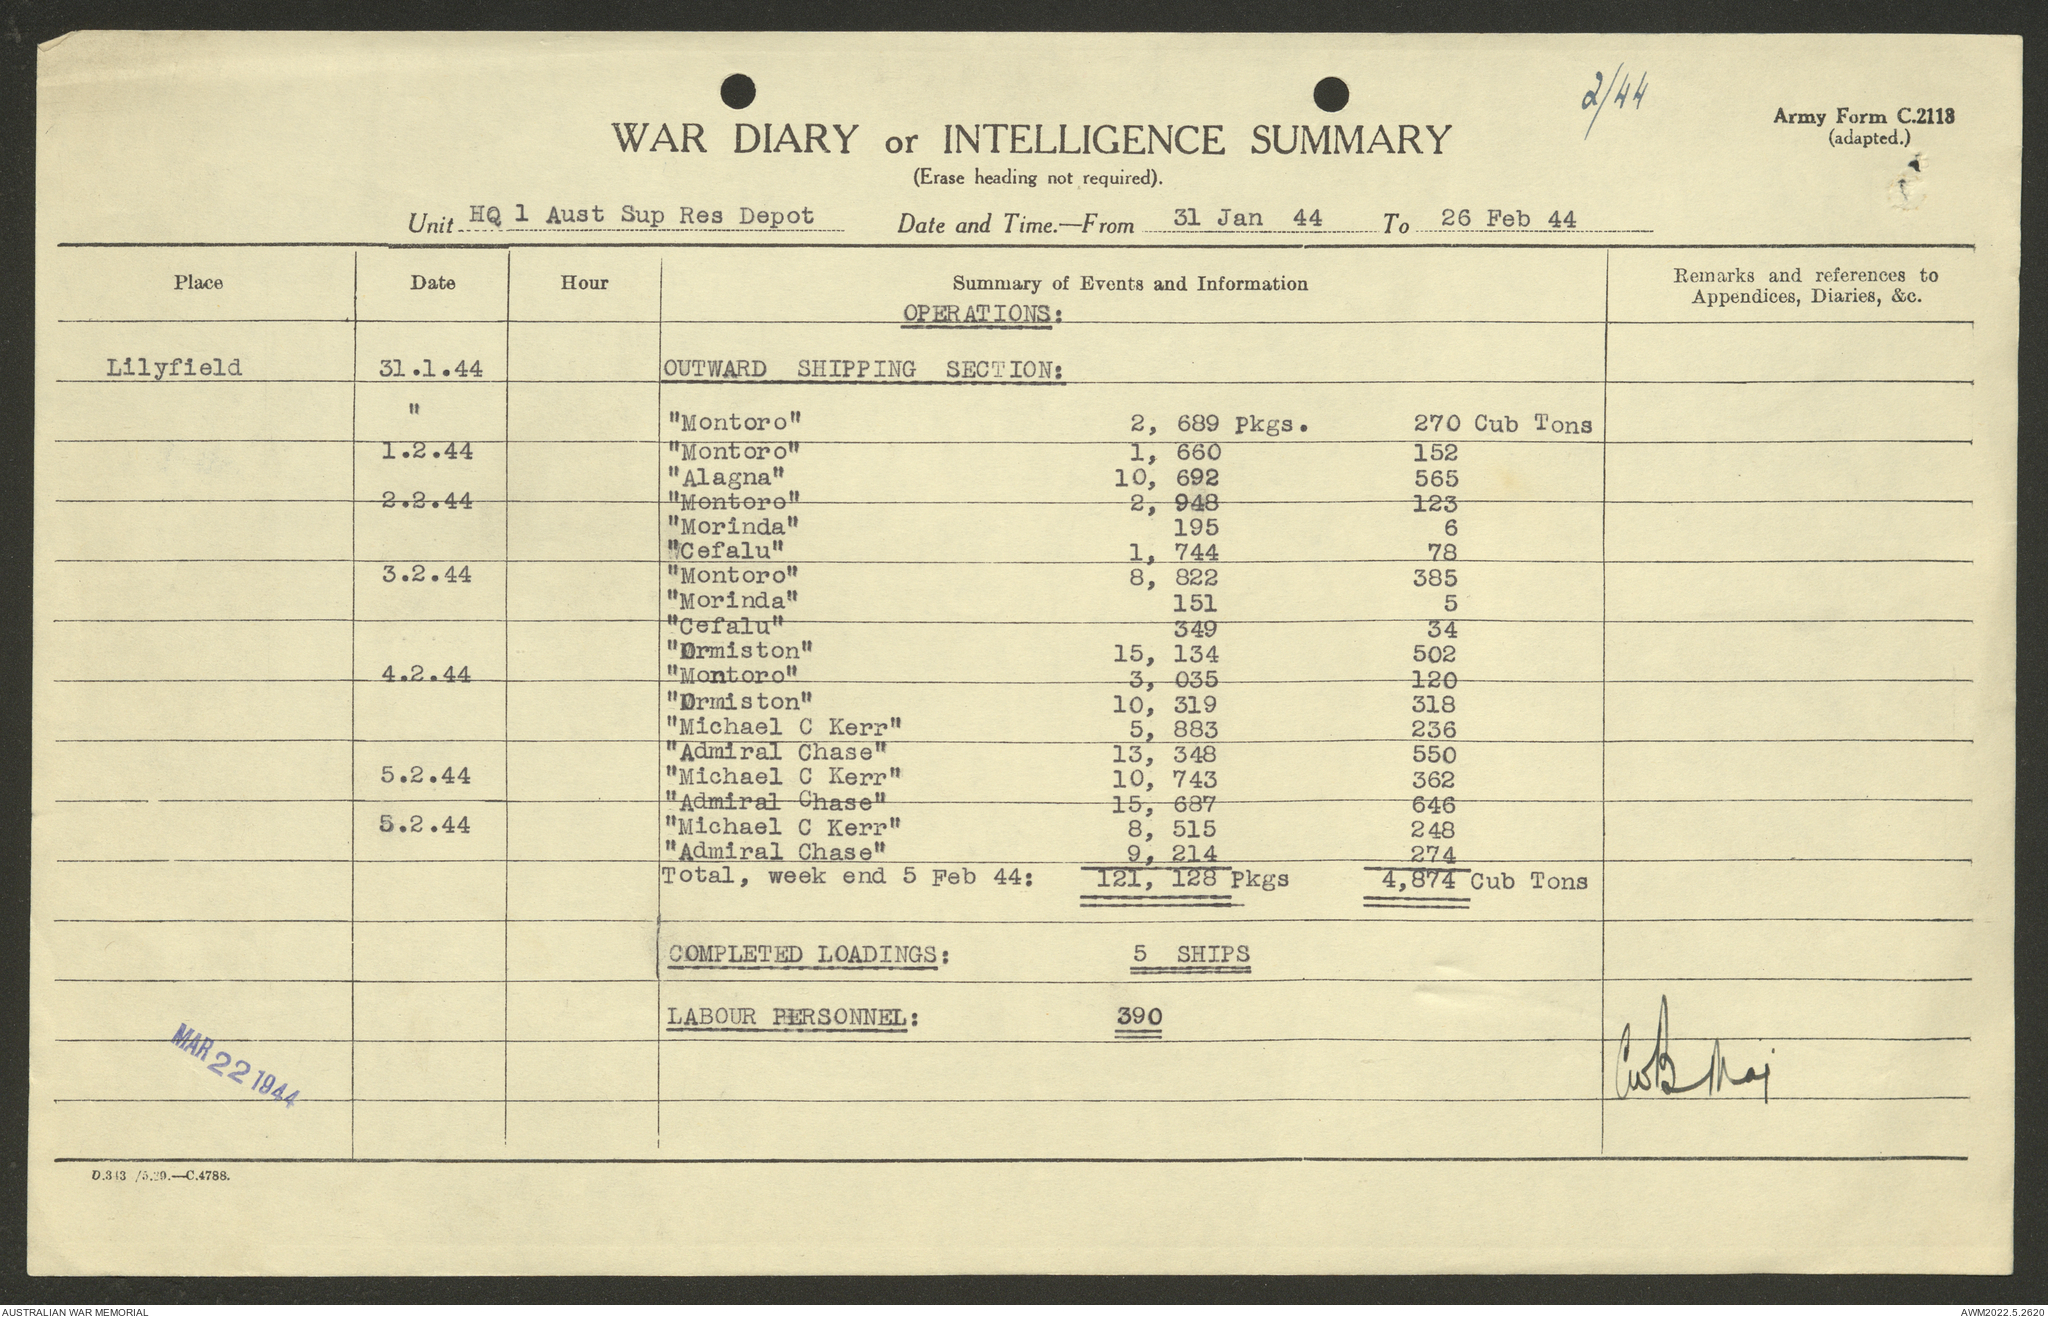 2/44
Army Form C.2118
(adapted.)
WAR DIARY or INTELLIGENCE SUMMARY
(Erase heading not required).
Unit HQ 1 Aust Sup Res Depot Date and Time.—From 31 Jan 44 To 26 Feb 44
Place Date Hour Summary of Events and Information Remarks and references to
Appendices, Diaries, &c.
OPERATIONS:
Lilyfield 31.1.44 OUTWARD SHIPPING SECTION:
" "Montoro" 2, 689 Pkgs. 270 Cub Tons
1.2.44 "Montoro" 1, 660 152
"Alagna" 10, 692 565
2.2.44 "Montoro" 2, 948 123
"Morinda" 195 6
"Cefalu" 1, 744 78
3.2.44 "Montoro" 8, 822 385
"Morinda" 151 5
"Cefalu" 349 34
"Ormiston" 15, 134 502
4.2.44 "Montoro" 3, 035 120
"Ormiston" 10, 319 318
"Michael C Kerr" 5, 883 236
"Admiral Chase" 13, 348 550
5.2.44 "Michael C Kerr" 10, 743 362
"Admiral Chase" 15, 687 646
5.2.44 "Michael C Kerr" 8, 515 248
"Admiral Chase" 9, 214 274
Total, week end 5 Feb 44: 121, 128 Pkgs 4,874 Cub Tons
COMPLETED LOADINGS: 5 SHIPS
LABOUR PERSONNEL: 390
Maj
MAR 22 1944
AUSTRALIAN WAR MEMORIAL
AWM2022.5.2620